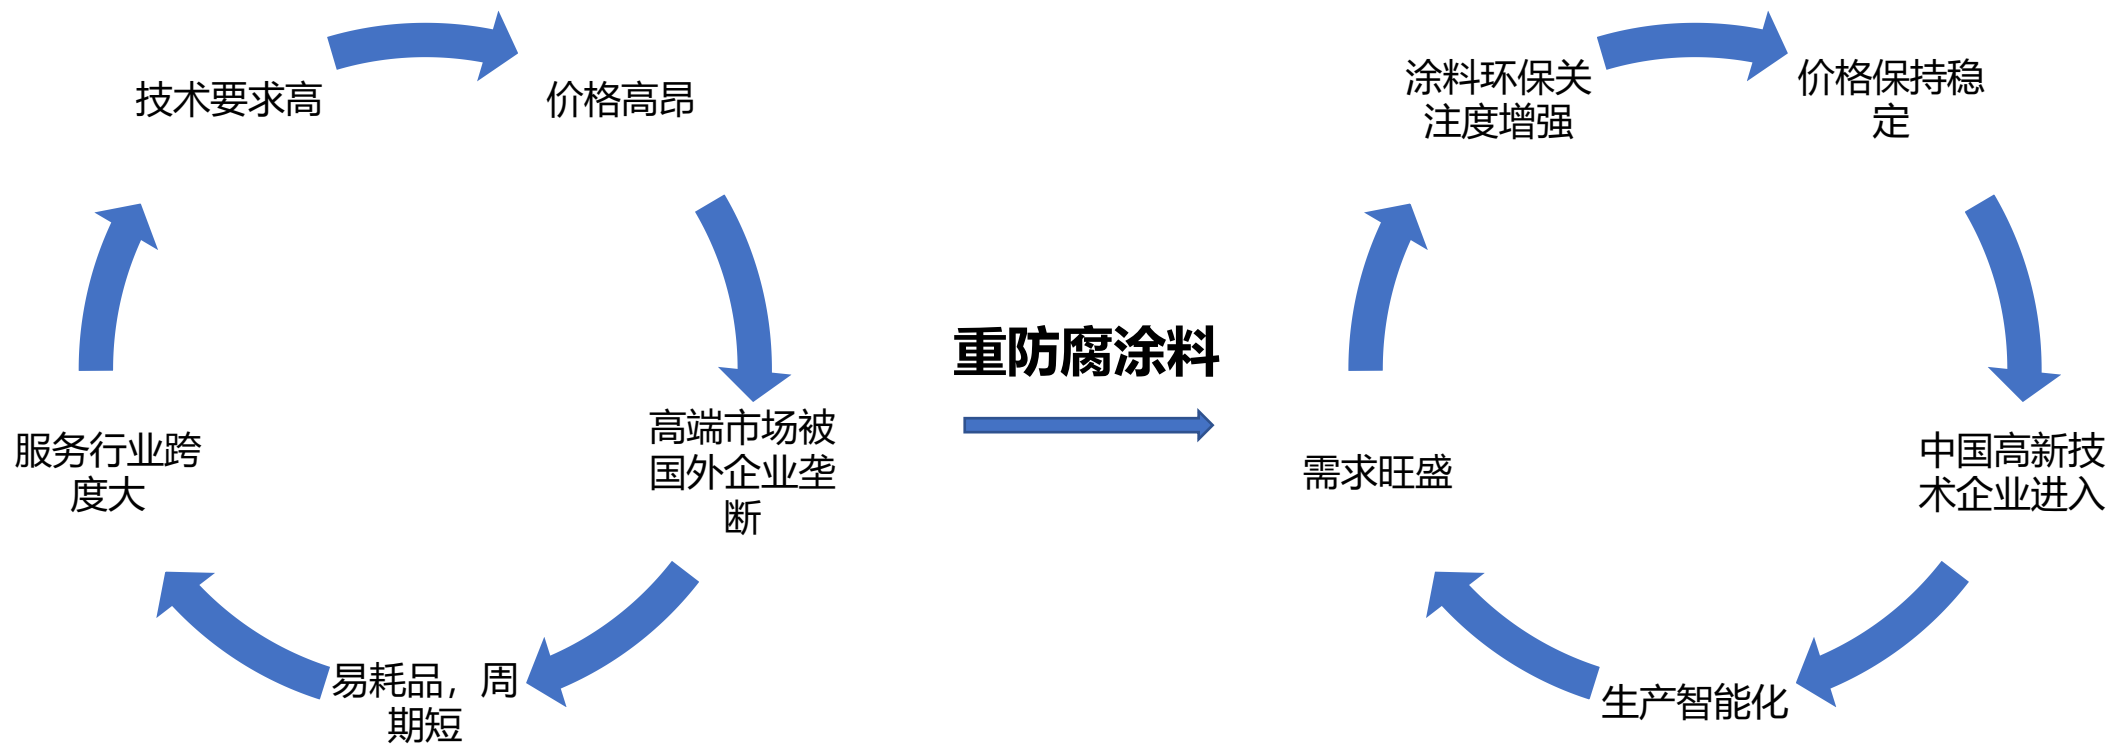 技术要求高
价格高昂
高端市场被
国外企业垄
断
易耗品，周
期短
服务行业跨
度大
重防腐涂料
涂料环保关
注度增强
价格保持稳
定
中国高新技
术企业进入
生产智能化
需求旺盛